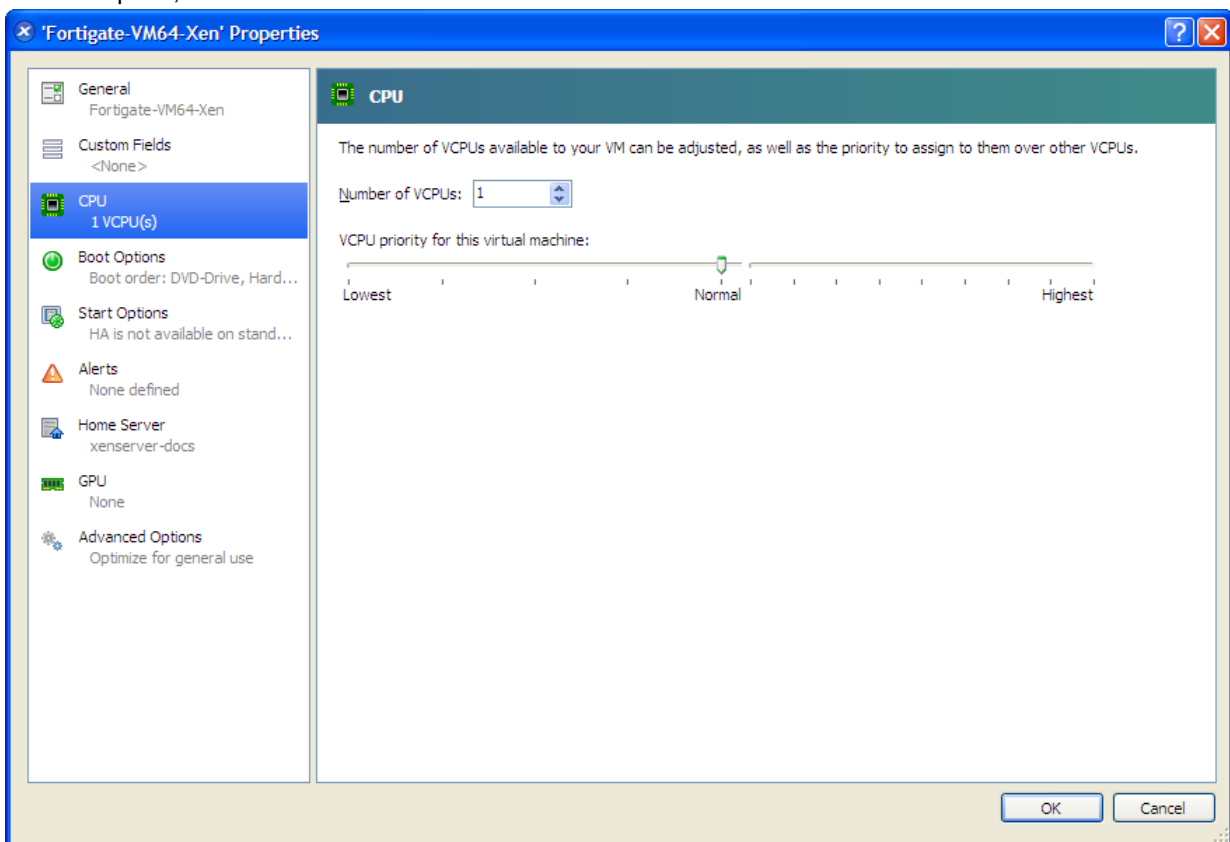 'Fortigate-VM64-Xen' Properties
General
Fortigate-VM64-Xen
Custom Fields
<None>
CPU
1 VCPU(s)
Boot Options
Boot order: DVD-Drive, Hard...
Start Options
HA is not available on stand...
Alerts
None defined
Home Server
xenserver-docs
GPU
None
Advanced Options
Optimize for general use
CPU
The number of VCPUs available to your VM can be adjusted, as well as the priority to assign to them over other VCPUs.
Number of VCPUs: 1
VCPU priority for this virtual machine:
Lowest Normal Highest
OK Cancel